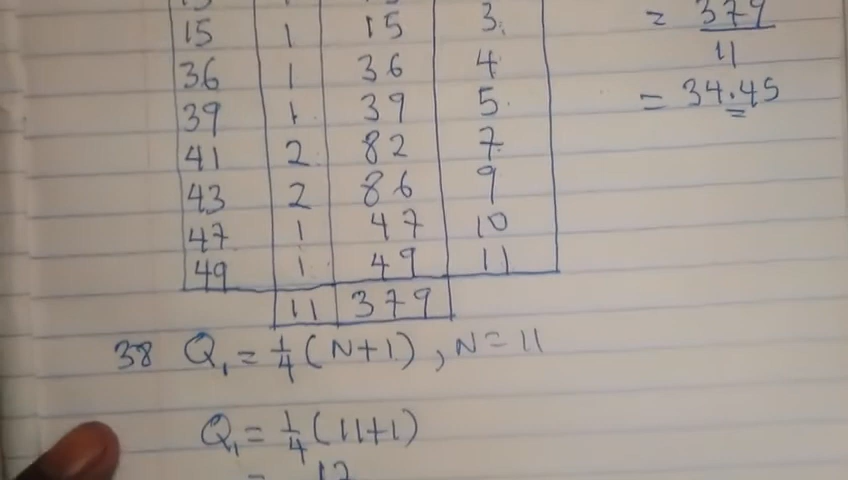 15 1 15 3.
36 1 36 4
39 1 39 5.
41 2 82 7
43 2 86 9
47 1 47 10
49 1 49 11
11 379
= 379
11
= 34.45
38 Q₁ = 1/4 (N+1), N = 11
Q₁ = 1/4 (11+1)
= 12